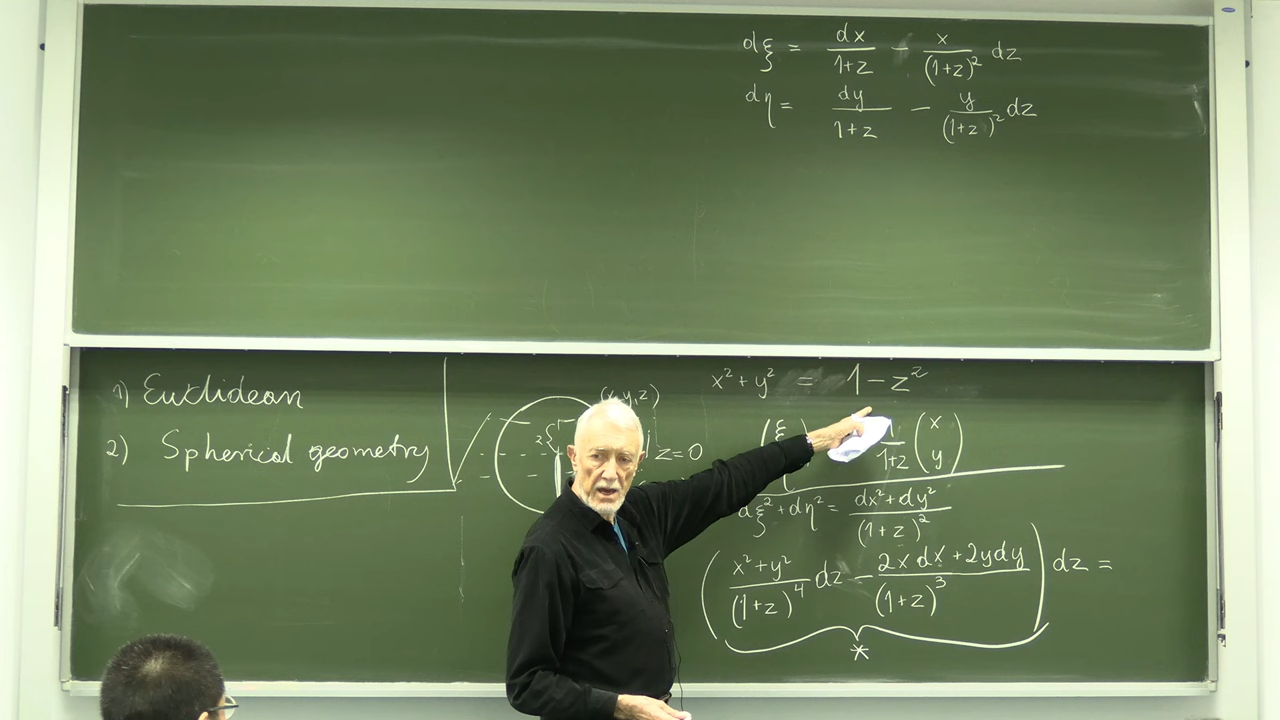 dξ = dx/(1+z) − x/(1+z)² dz
dη = dy/(1+z) − y/(1+z)² dz
1) Euclidean
2) Spherical geometry
z=0
x² + y² = 1 − z²
1/(1+z) (x y)
dξ² + dη² = (dx² + dy²)/(1+z)²
((x² + y²)/(1+z)⁴ dz − (2x dx + 2y dy)/(1+z)³) dz =
*